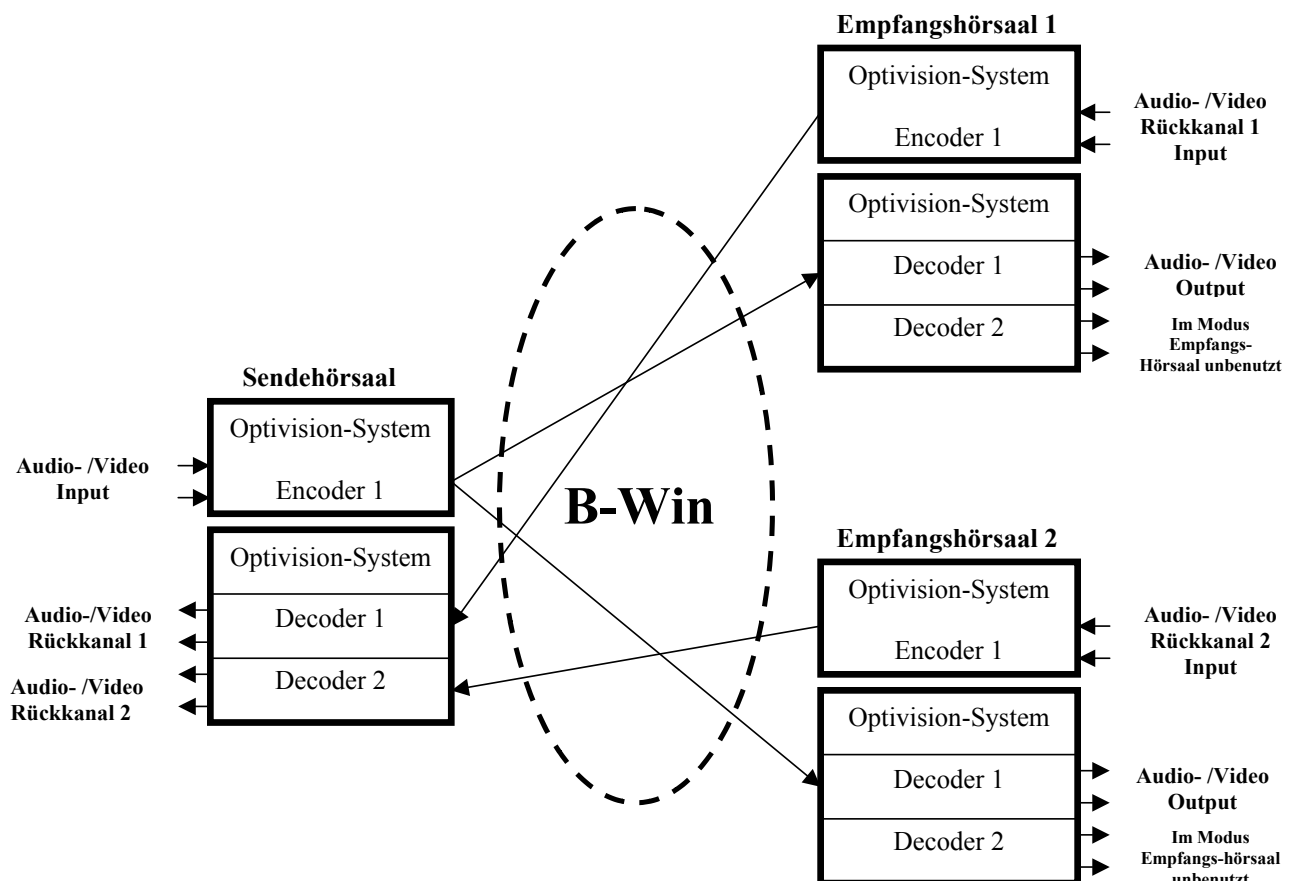 Empfangshörsaal 1
Optivision-System
Encoder 1
Audio- /Video
Rückkanal 1
Input
Optivision-System
Decoder 1
Decoder 2
Audio- /Video
Output
Im Modus
Empfangs-
Hörsaal unbenutzt
Sendehörsaal
Optivision-System
Encoder 1
Audio- /Video
Input
Optivision-System
Decoder 1
Decoder 2
Audio-/Video
Rückkanal 1
Audio- /Video
Rückkanal 2
B-Win
Empfangshörsaal 2
Optivision-System
Encoder 1
Audio- /Video
Rückkanal 2
Input
Optivision-System
Decoder 1
Decoder 2
Audio- /Video
Output
Im Modus
Empfangs-hörsaal
unbenutzt